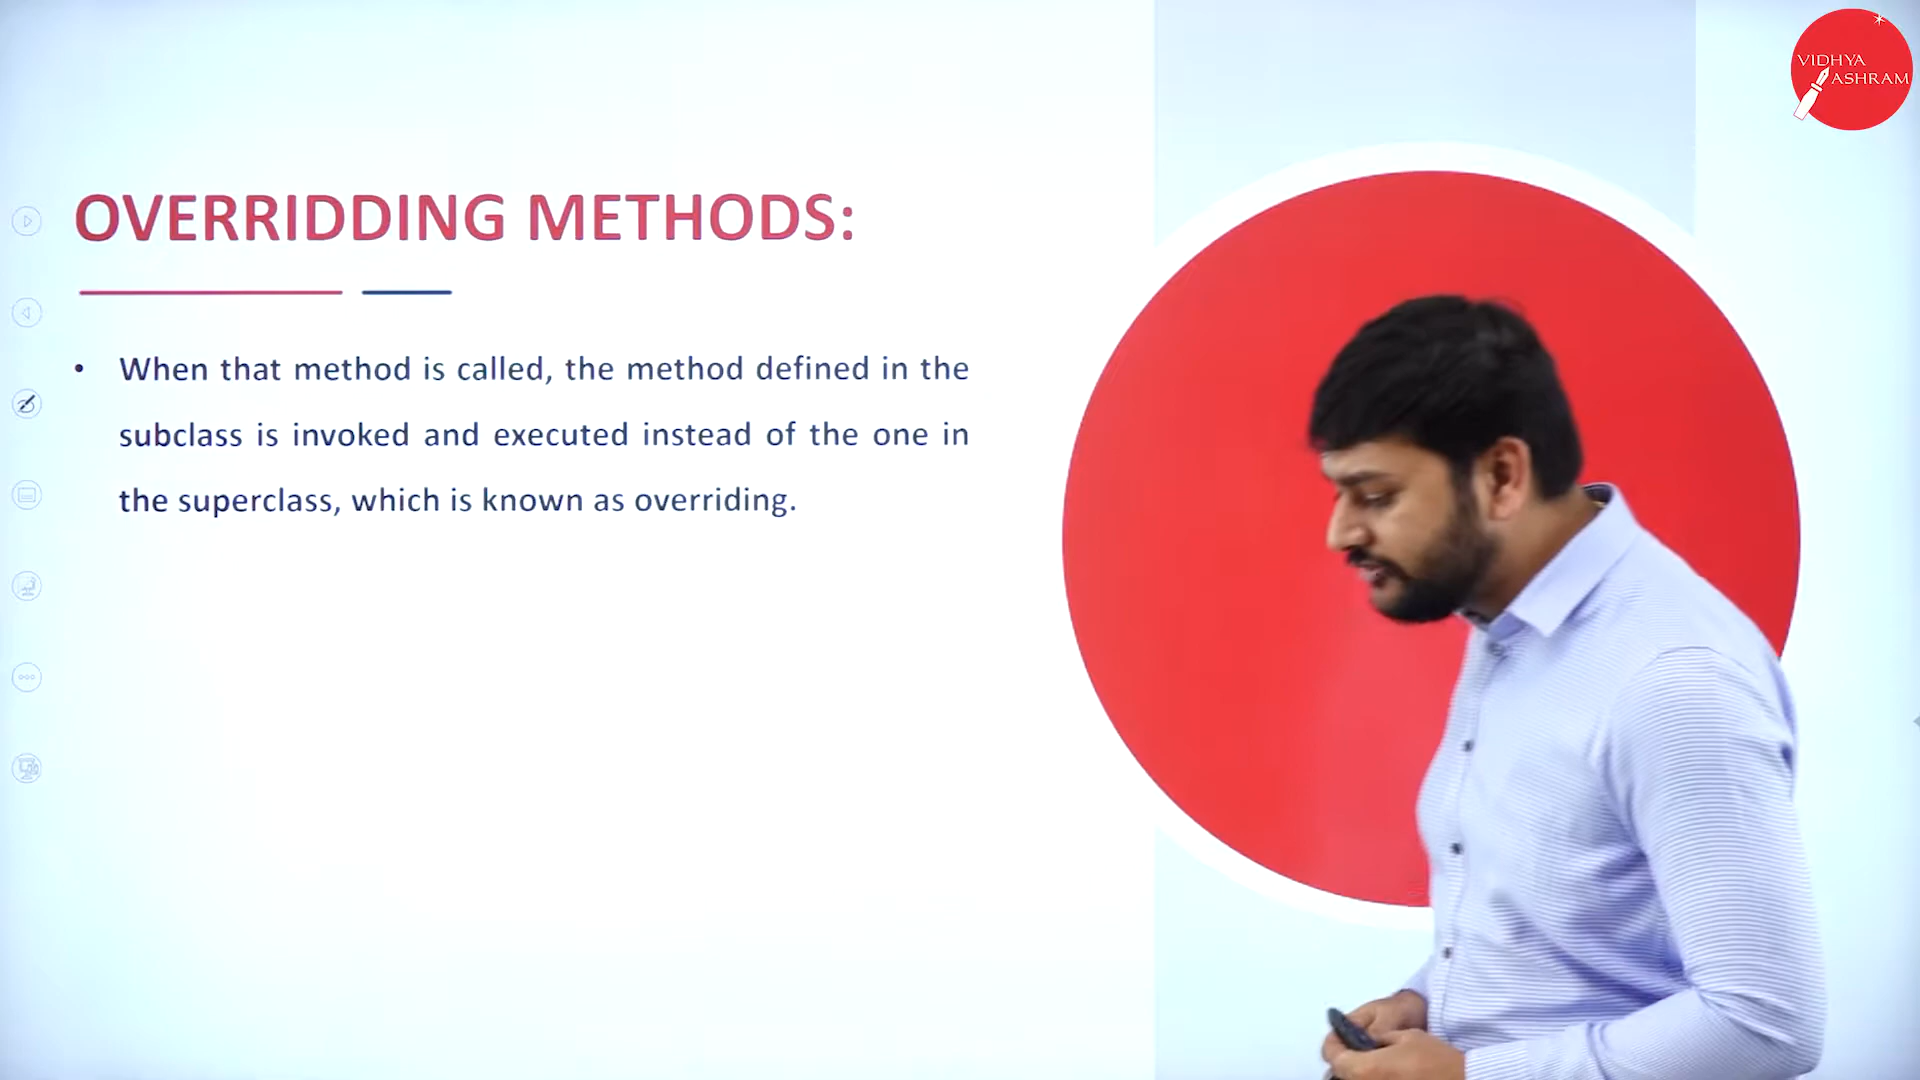 VIDHYA
ASHRAM
OVERRIDDING METHODS:
• When that method is called, the method defined in the
subclass is invoked and executed instead of the one in
the superclass, which is known as overriding.